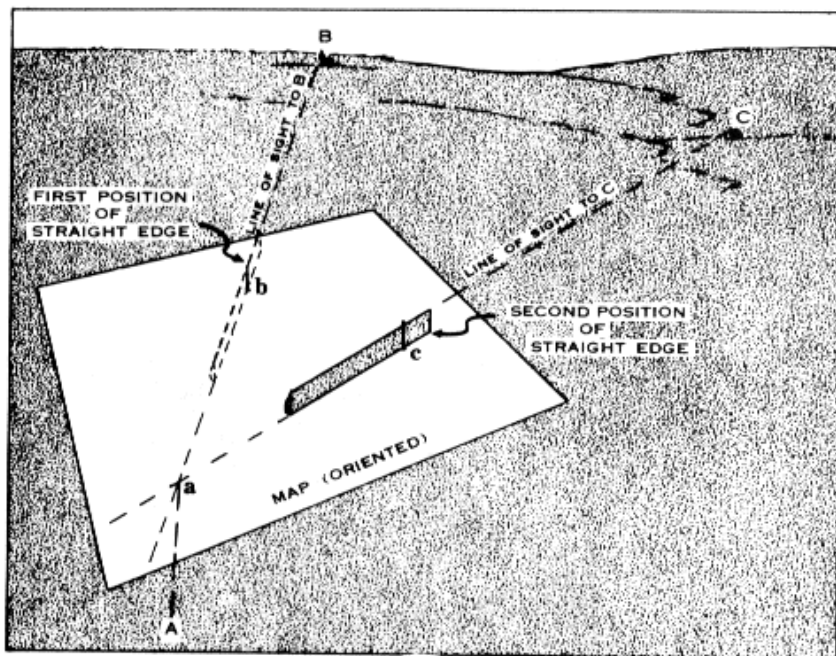 B
LINE OF SIGHT TO B
C
FIRST POSITION
OF
STRAIGHT EDGE
LINE OF SIGHT TO C
b
SECOND POSITION
OF
STRAIGHT EDGE
c
MAP (ORIENTED)
a
A